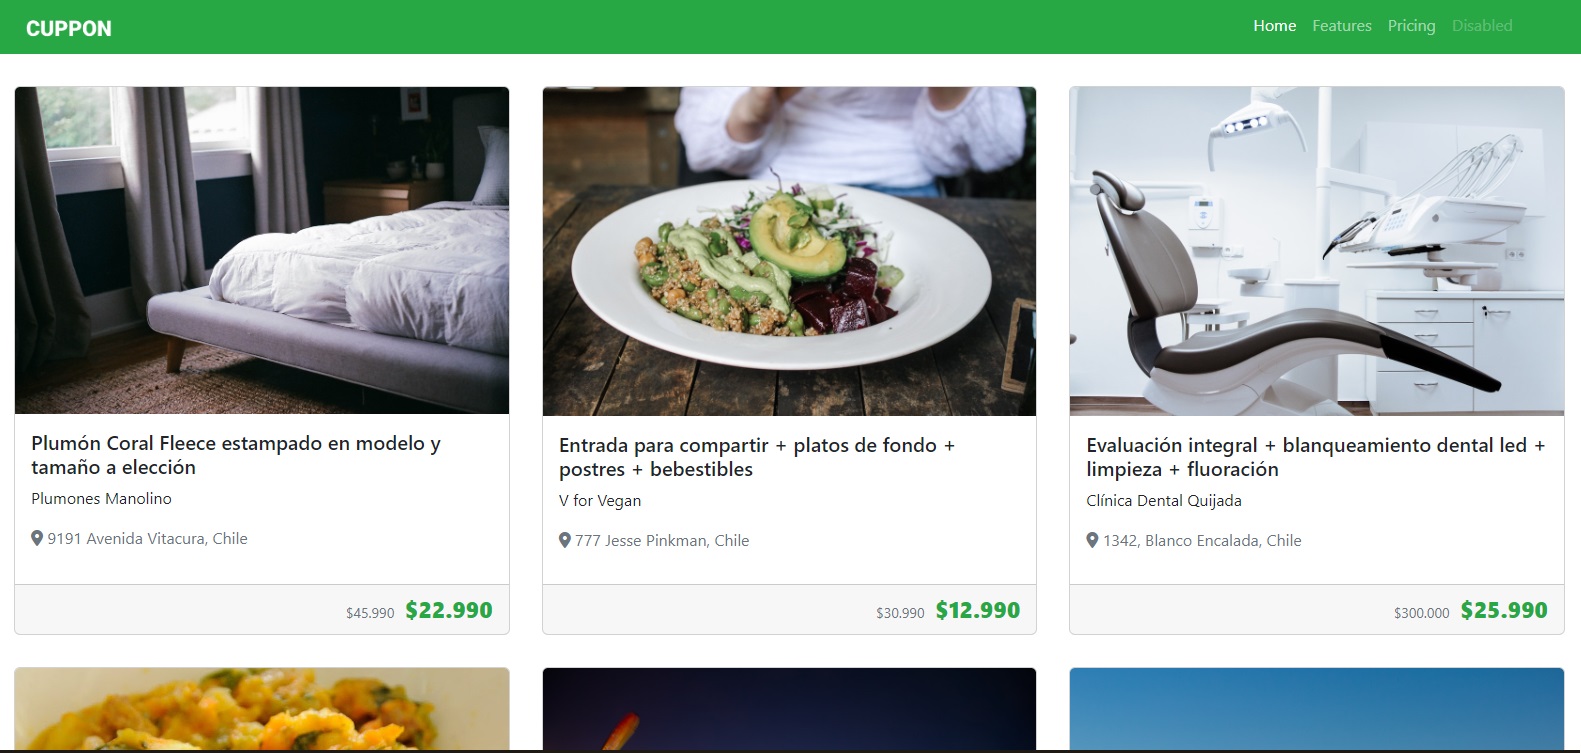 CUPPON
Home Features Pricing Disabled
Plumón Coral Fleece estampado en modelo y
tamaño a elección
Plumones Manolino
9191 Avenida Vitacura, Chile
$45.990 $22.990
Entrada para compartir + platos de fondo +
postres + bebestibles
V for Vegan
777 Jesse Pinkman, Chile
$30.990 $12.990
Evaluación integral + blanqueamiento dental led +
limpieza + fluoración
Clínica Dental Quijada
1342, Blanco Encalada, Chile
$300.000 $25.990